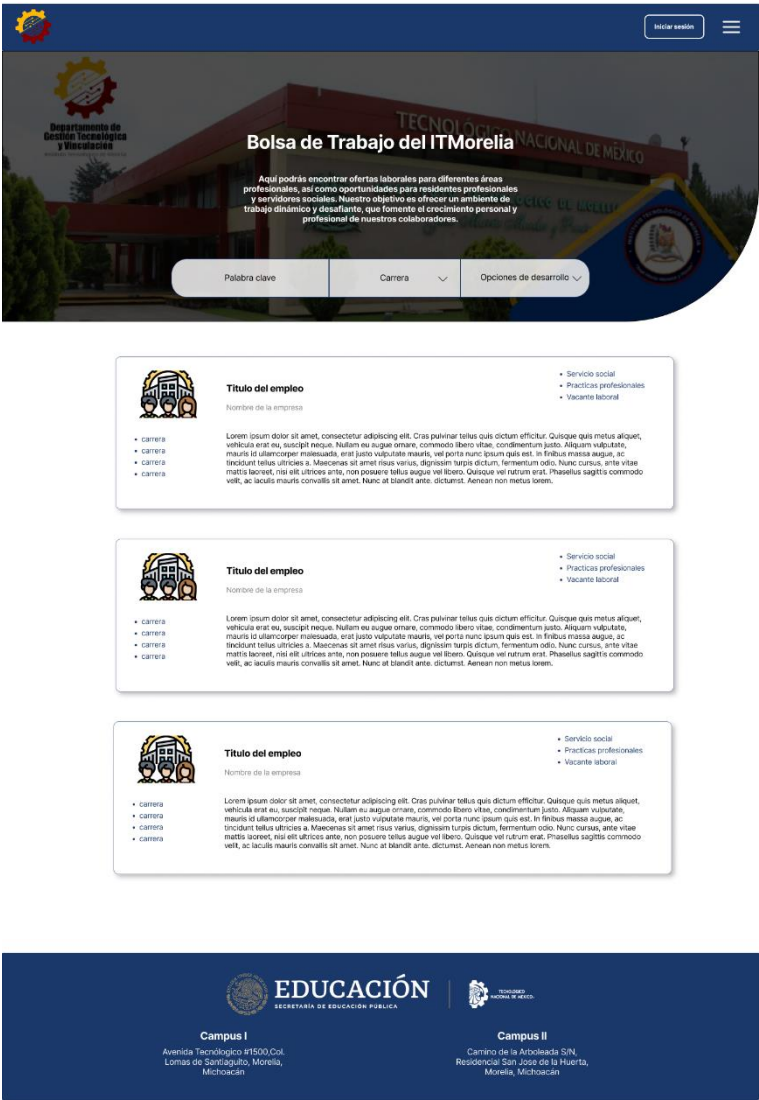 Iniciar sesión
Departamento de
Gestión Tecnológica
y Vinculación
TECNOLÓGICO NACIONAL DE MÉXICO
Bolsa de Trabajo del ITMorelia
Aquí podrás encontrar ofertas laborales para diferentes áreas
profesionales, así como oportunidades para residentes profesionales
y servidores sociales. Nuestro objetivo es ofrecer un ambiente de
trabajo dinámico y desafiante, que fomente el crecimiento personal y
profesional de nuestros colaboradores.
Palabra clave
Carrera
Opciones de desarrollo
Titulo del empleo
Nombre de la empresa
• Servicio social
• Practicas profesionales
• Vacante laboral
• carrera
• carrera
• carrera
• carrera
Lorem ipsum dolor sit amet, consectetur adipiscing elit. Cras pulvinar tellus quis dictum efficitur. Quisque quis metus aliquet,
vehicula erat eu, suscipit neque. Nullam eu augue ornare, commodo libero vitae, condimentum justo. Aliquam vulputate,
mauris id ullamcorper malesuada, erat justo vulputate mauris, vel porta nunc ipsum quis est. In finibus massa augue, ac
tincidunt tellus ultricies a. Maecenas sit amet risus varius, dignissim turpis dictum, fermentum odio. Nunc cursus, ante vitae
mattis laoreet, nisi elit ultrices ante, non posuere tellus augue vel libero. Quisque vel rutrum erat. Phasellus sagittis commodo
velit, ac iaculis mauris convallis sit amet. Nunc at blandit ante. dictumst. Aenean non metus lorem.
Titulo del empleo
Nombre de la empresa
• Servicio social
• Practicas profesionales
• Vacante laboral
• carrera
• carrera
• carrera
• carrera
Lorem ipsum dolor sit amet, consectetur adipiscing elit. Cras pulvinar tellus quis dictum efficitur. Quisque quis metus aliquet,
vehicula erat eu, suscipit neque. Nullam eu augue ornare, commodo libero vitae, condimentum justo. Aliquam vulputate,
mauris id ullamcorper malesuada, erat justo vulputate mauris, vel porta nunc ipsum quis est. In finibus massa augue, ac
tincidunt tellus ultricies a. Maecenas sit amet risus varius, dignissim turpis dictum, fermentum odio. Nunc cursus, ante vitae
mattis laoreet, nisi elit ultrices ante, non posuere tellus augue vel libero. Quisque vel rutrum erat. Phasellus sagittis commodo
velit, ac iaculis mauris convallis sit amet. Nunc at blandit ante. dictumst. Aenean non metus lorem.
Titulo del empleo
Nombre de la empresa
• Servicio social
• Practicas profesionales
• Vacante laboral
• carrera
• carrera
• carrera
• carrera
Lorem ipsum dolor sit amet, consectetur adipiscing elit. Cras pulvinar tellus quis dictum efficitur. Quisque quis metus aliquet,
vehicula erat eu, suscipit neque. Nullam eu augue ornare, commodo libero vitae, condimentum justo. Aliquam vulputate,
mauris id ullamcorper malesuada, erat justo vulputate mauris, vel porta nunc ipsum quis est. In finibus massa augue, ac
tincidunt tellus ultricies a. Maecenas sit amet risus varius, dignissim turpis dictum, fermentum odio. Nunc cursus, ante vitae
mattis laoreet, nisi elit ultrices ante, non posuere tellus augue vel libero. Quisque vel rutrum erat. Phasellus sagittis commodo
velit, ac iaculis mauris convallis sit amet. Nunc at blandit ante. dictumst. Aenean non metus lorem.
EDUCACIÓN
SECRETARÍA DE EDUCACIÓN PÚBLICA
TECNOLÓGICO
NACIONAL DE MÉXICO
Campus I
Avenida Tecnólogico #1500,Col.
Lomas de Santiaguito, Morelia,
Michoacán
Campus II
Camino de la Arboleada S/N,
Residencial San Jose de la Huerta,
Morelia, Michoacán